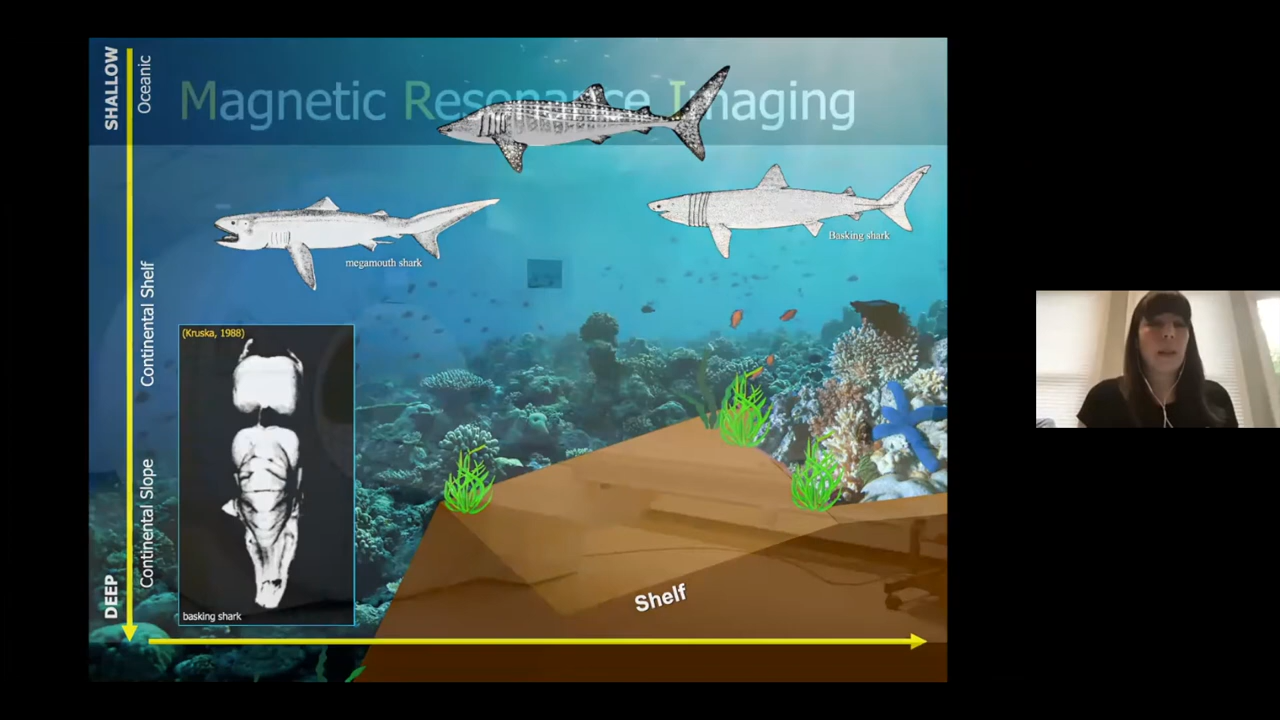 SHALLOW
Oceanic
Magnetic Resonance Imaging
megamouth shark
Basking shark
Continental Shelf
(Kruska, 1988)
Continental Slope
DEEP
Shelf
basking shark